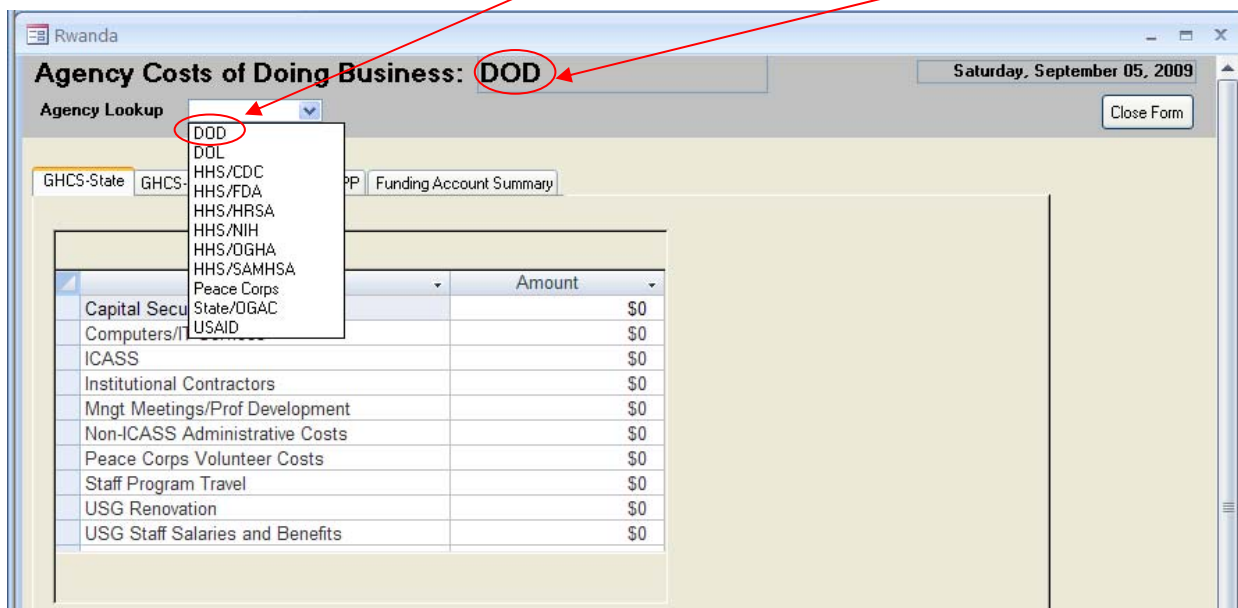 Rwanda
Agency Costs of Doing Business: DOD
Saturday, September 05, 2009
Agency Lookup
Close Form
DOD
DOL
HHS/CDC
HHS/FDA
HHS/HRSA
HHS/NIH
HHS/OGHA
HHS/SAMHSA
Peace Corps
State/OGAC
USAID
GHCS-State GHCS- PP Funding Account Summary
Amount
Capital Secu $0
Computers/IT $0
ICASS $0
Institutional Contractors $0
Mngt Meetings/Prof Development $0
Non-ICASS Administrative Costs $0
Peace Corps Volunteer Costs $0
Staff Program Travel $0
USG Renovation $0
USG Staff Salaries and Benefits $0